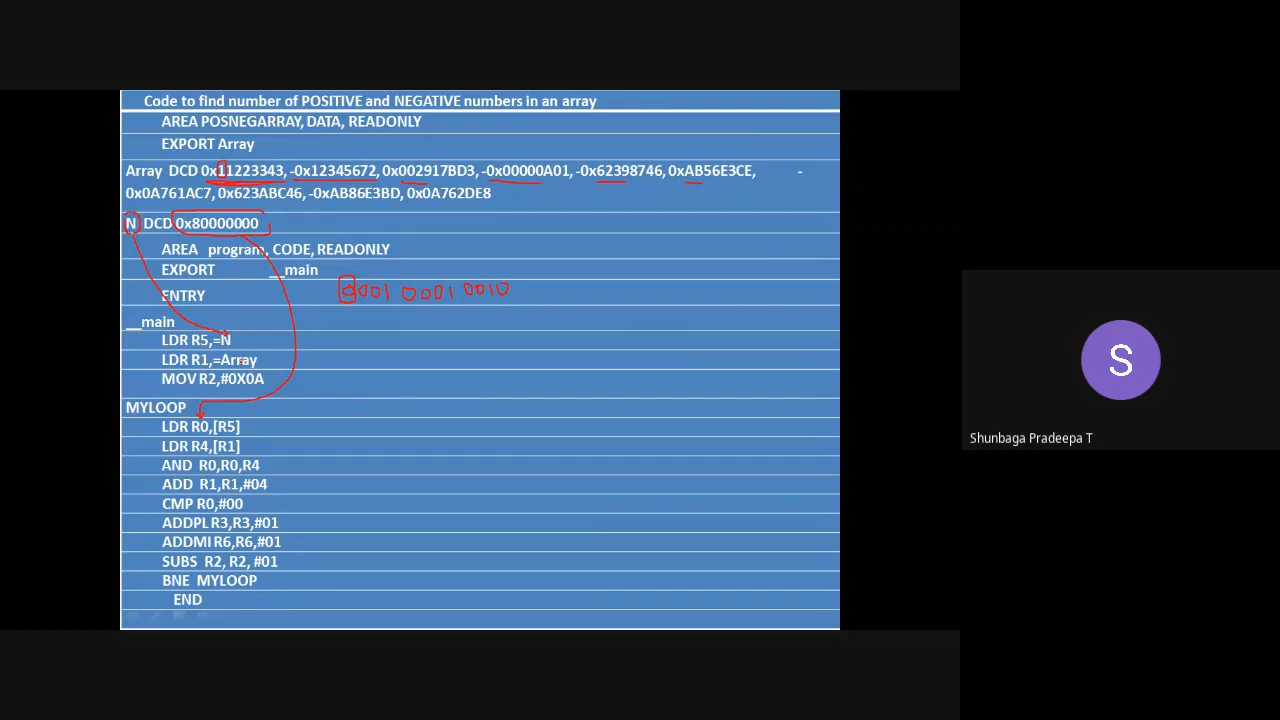 Code to find number of POSITIVE and NEGATIVE numbers in an array
AREA POSNEGARRAY, DATA, READONLY
EXPORT Array
Array DCD 0x11223343, -0x12345672, 0x002917BD3, -0x00000A01, -0x62398746, 0xAB56E3CE, -
0x0A761AC7, 0x623ABC46, -0xAB86E3BD, 0x0A762DE8
N DCD 0x80000000
AREA program, CODE, READONLY
EXPORT __main
0001 0001 0010
ENTRY
__main
LDR R5,=N
LDR R1,=Array
MOV R2,#0X0A
MYLOOP
LDR R0,[R5]
LDR R4,[R1]
AND R0,R0,R4
ADD R1,R1,#04
CMP R0,#00
ADDPL R3,R3,#01
ADDMI R6,R6,#01
SUBS R2, R2, #01
BNE MYLOOP
END
S
Shunbaga Pradeepa T